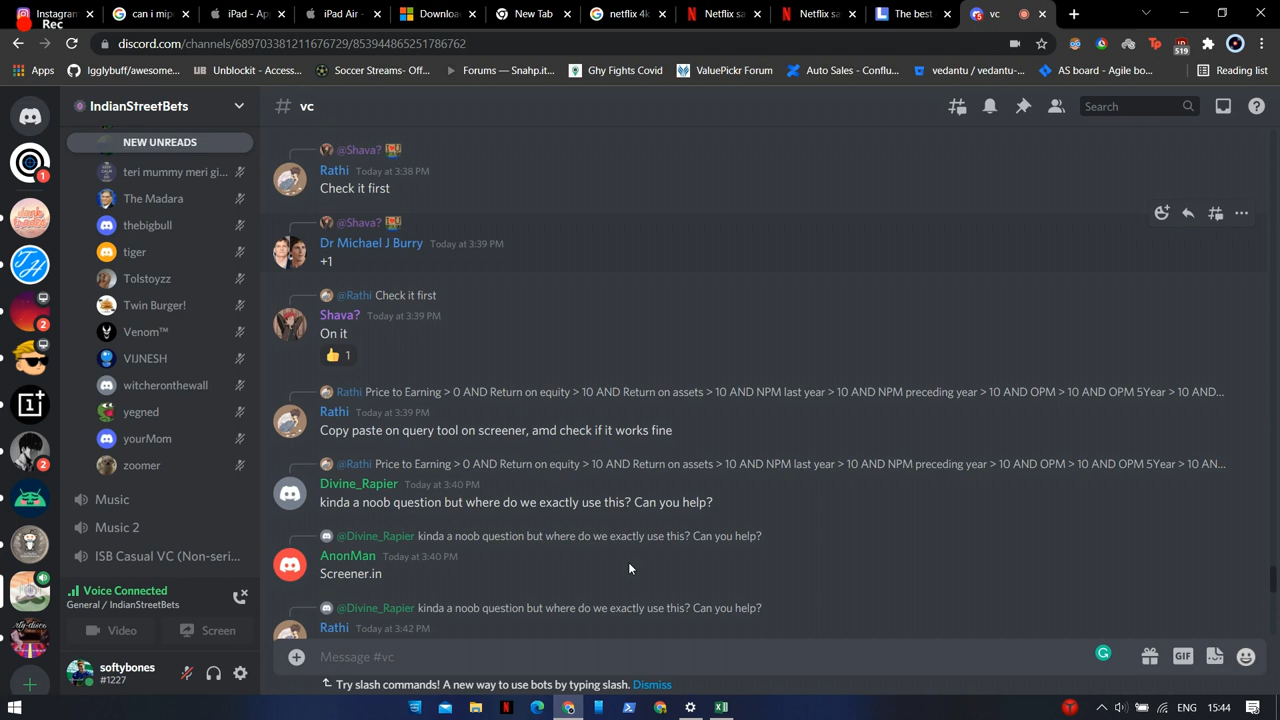 Instagram
can i mip
iPad - Ap
iPad Air -
Downloa
New Tab
netflix 4k
Netflix sa
Netflix sa
The best
vc
Rec
discord.com/channels/689703381211676729/853944865251786762
519
Apps
Igglybuff/awesome...
Unblockit - Access...
Soccer Streams- Off...
Forums — Snahp.it...
Ghy Fights Covid
ValuePickr Forum
Auto Sales - Conflu...
vedantu / vedantu-...
AS board - Agile bo...
Reading list
IndianStreetBets
# vc
Search
NEW UNREADS
teri mummy meri gi...
The Madara
thebigbull
tiger
Tolstoyzz
Twin Burger!
Venom™
VIJNESH
witcheronthewall
yegned
yourMom
zoomer
Music
Music 2
ISB Casual VC (Non-seri...
Voice Connected
General / IndianStreetBets
Video
Screen
softybones
#1227
1
2
2
@Shava?
Rathi Today at 3:38 PM
Check it first
@Shava?
Dr Michael J Burry Today at 3:39 PM
+1
@Rathi Check it first
Shava? Today at 3:39 PM
On it
👍 1
Rathi Price to Earning > 0 AND Return on equity > 10 AND Return on assets > 10 AND NPM last year > 10 AND NPM preceding year > 10 AND OPM > 10 AND OPM 5Year > 10 AND...
Rathi Today at 3:39 PM
Copy paste on query tool on screener, amd check if it works fine
@Rathi Price to Earning > 0 AND Return on equity > 10 AND Return on assets > 10 AND NPM last year > 10 AND NPM preceding year > 10 AND OPM > 10 AND OPM 5Year > 10 AN...
Divine_Rapier Today at 3:40 PM
kinda a noob question but where do we exactly use this? Can you help?
@Divine_Rapier kinda a noob question but where do we exactly use this? Can you help?
AnonMan Today at 3:40 PM
Screener.in
@Divine_Rapier kinda a noob question but where do we exactly use this? Can you help?
Rathi Today at 3:42 PM
Message #vc
GIF
Try slash commands! A new way to use bots by typing slash. Dismiss
ENG 15:44